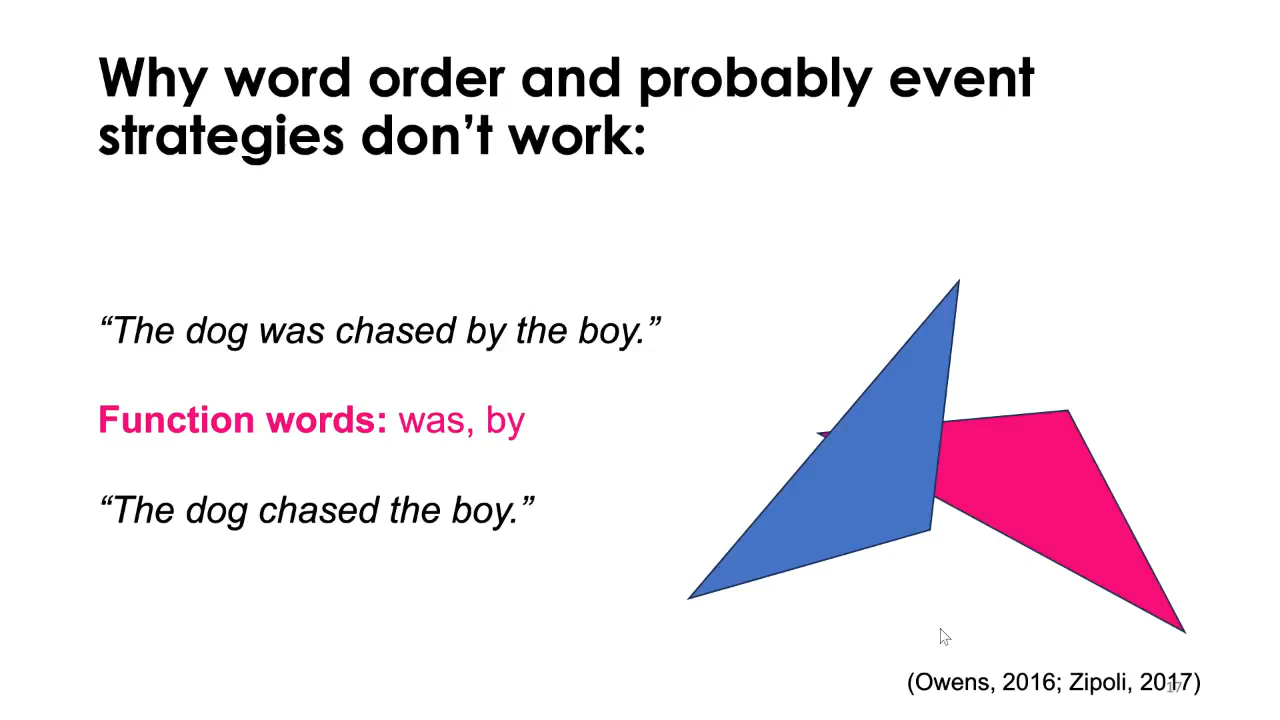 Why word order and probably event
strategies don’t work:
“The dog was chased by the boy.”
Function words: was, by
“The dog chased the boy.”
(Owens, 2016; Zipoli, 2017)
17